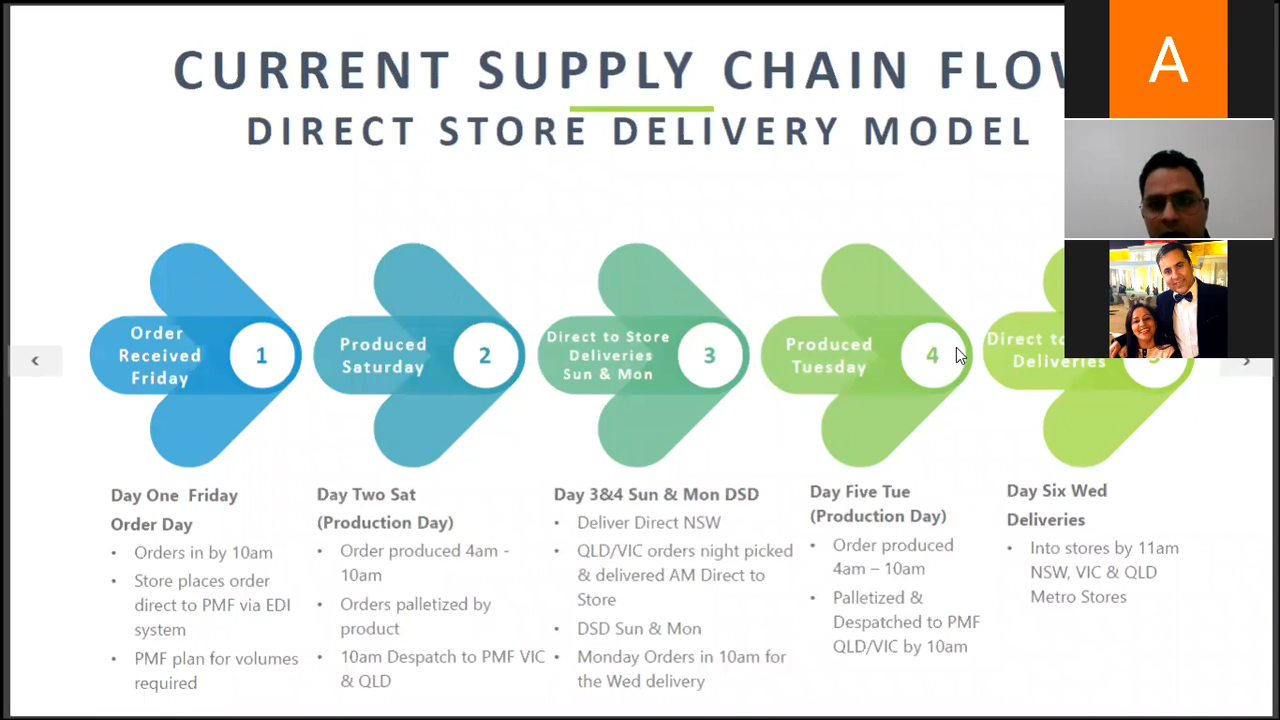 CURRENT SUPPLY CHAIN FLOW
DIRECT STORE DELIVERY MODEL
A
Order
Received
Friday
1
Produced
Saturday
2
Direct to Store
Deliveries
Sun & Mon
3
Produced
Tuesday
4
Direct to
Deliveries
Day One Friday
Order Day
• Orders in by 10am
• Store places order
direct to PMF via EDI
system
• PMF plan for volumes
required
Day Two Sat
(Production Day)
• Order produced 4am -
10am
• Orders palletized by
product
• 10am Despatch to PMF VIC
& QLD
Day 3&4 Sun & Mon DSD
• Deliver Direct NSW
• QLD/VIC orders night picked
& delivered AM Direct to
Store
• DSD Sun & Mon
• Monday Orders in 10am for
the Wed delivery
Day Five Tue
(Production Day)
• Order produced
4am – 10am
• Palletized &
Despatched to PMF
QLD/VIC by 10am
Day Six Wed
Deliveries
• Into stores by 11am
NSW, VIC & QLD
Metro Stores